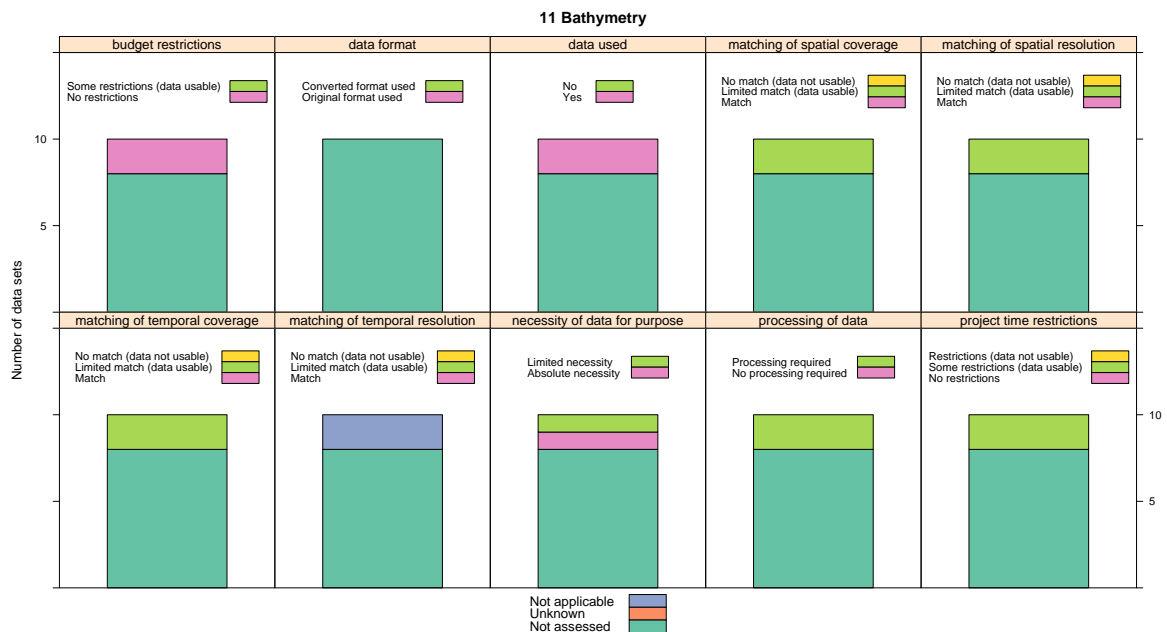 11 Bathymetry
budget restrictions
data format
data used
matching of spatial coverage
matching of spatial resolution
Some restrictions (data usable)
No restrictions
Converted format used
Original format used
No
Yes
No match (data not usable)
Limited match (data usable)
Match
No match (data not usable)
Limited match (data usable)
Match
10
5
Number of data sets
matching of temporal coverage
matching of temporal resolution
necessity of data for purpose
processing of data
project time restrictions
No match (data not usable)
Limited match (data usable)
Match
No match (data not usable)
Limited match (data usable)
Match
Limited necessity
Absolute necessity
Processing required
No processing required
Restrictions (data not usable)
Some restrictions (data usable)
No restrictions
10
5
Not applicable
Unknown
Not assessed